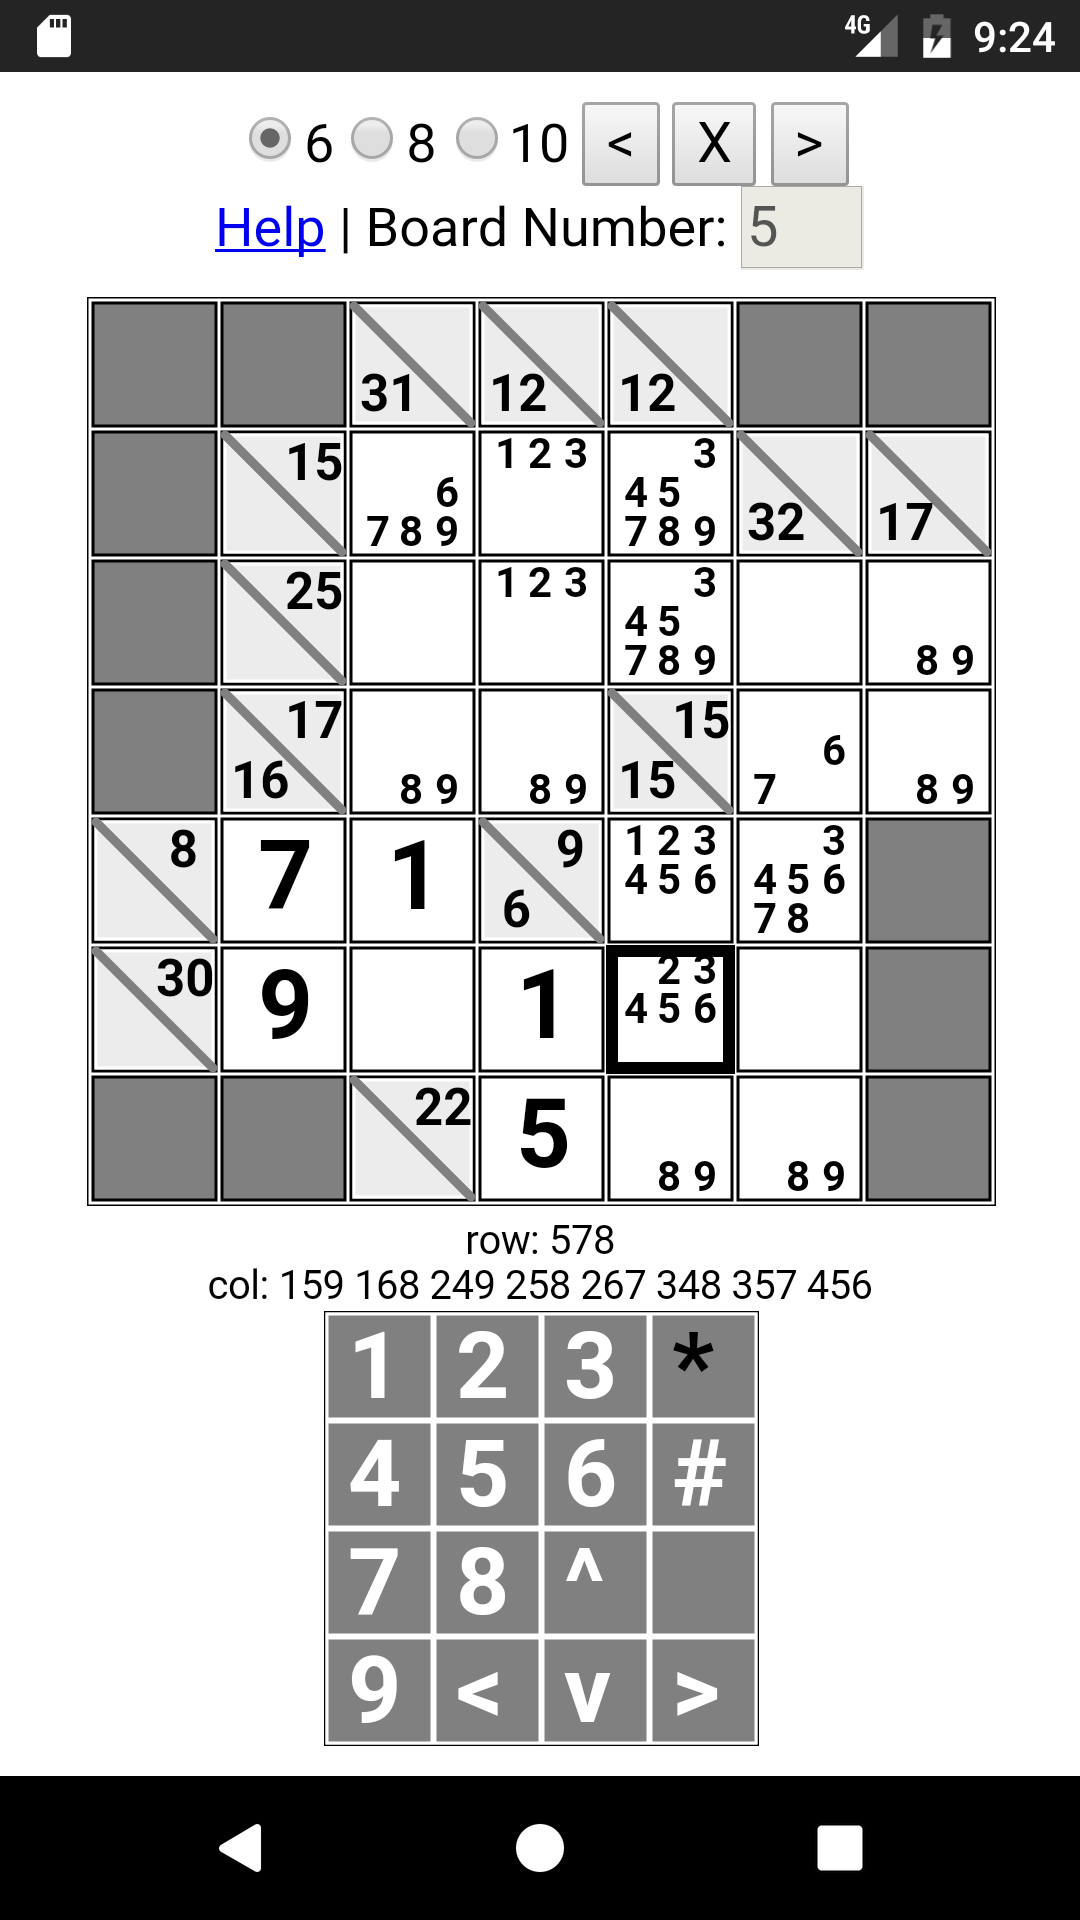 4G 9:24
6 8 10 < X >
Help | Board Number: 5
31 12 12
15 6 7 8 9 1 2 3 3 4 5 7 8 9 32 17
25 1 2 3 3 4 5 7 8 9 8 9
17 16 8 9 8 9 15 15 6 7 8 9
8 7 1 9 6 1 2 3 4 5 6 3 4 5 6 7 8
30 9 1 2 3 4 5 6
22 5 8 9 8 9
row: 578
col: 159 168 249 258 267 348 357 456
1 2 3 *
4 5 6 #
7 8 ^
9 < v >